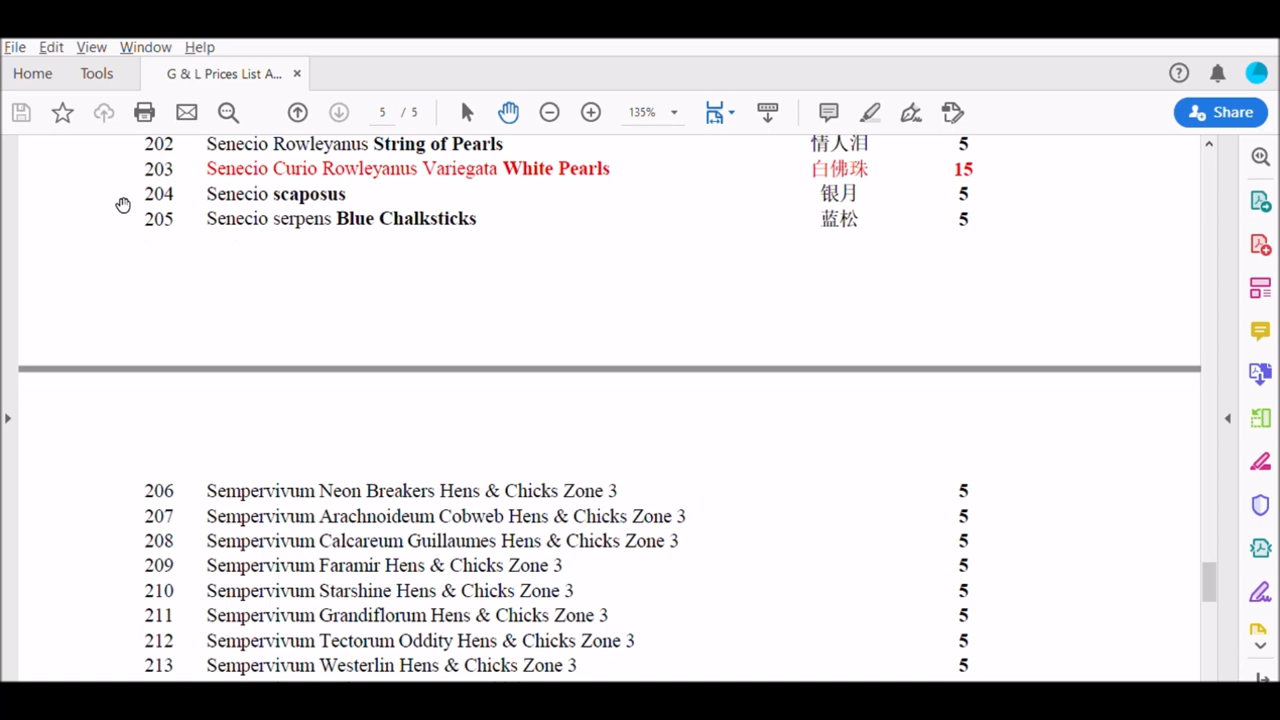 File Edit View Window Help
Home Tools G & L Prices List A... ×
5 / 5 135% Share
202 Senecio Rowleyanus String of Pearls 情人泪 5
203 Senecio Curio Rowleyanus Variegata White Pearls 白佛珠 15
204 Senecio scaposus 银月 5
205 Senecio serpens Blue Chalksticks 蓝松 5
206 Sempervivum Neon Breakers Hens & Chicks Zone 3 5
207 Sempervivum Arachnoideum Cobweb Hens & Chicks Zone 3 5
208 Sempervivum Calcareum Guillaumes Hens & Chicks Zone 3 5
209 Sempervivum Faramir Hens & Chicks Zone 3 5
210 Sempervivum Starshine Hens & Chicks Zone 3 5
211 Sempervivum Grandiflorum Hens & Chicks Zone 3 5
212 Sempervivum Tectorum Oddity Hens & Chicks Zone 3 5
213 Sempervivum Westerlin Hens & Chicks Zone 3 5